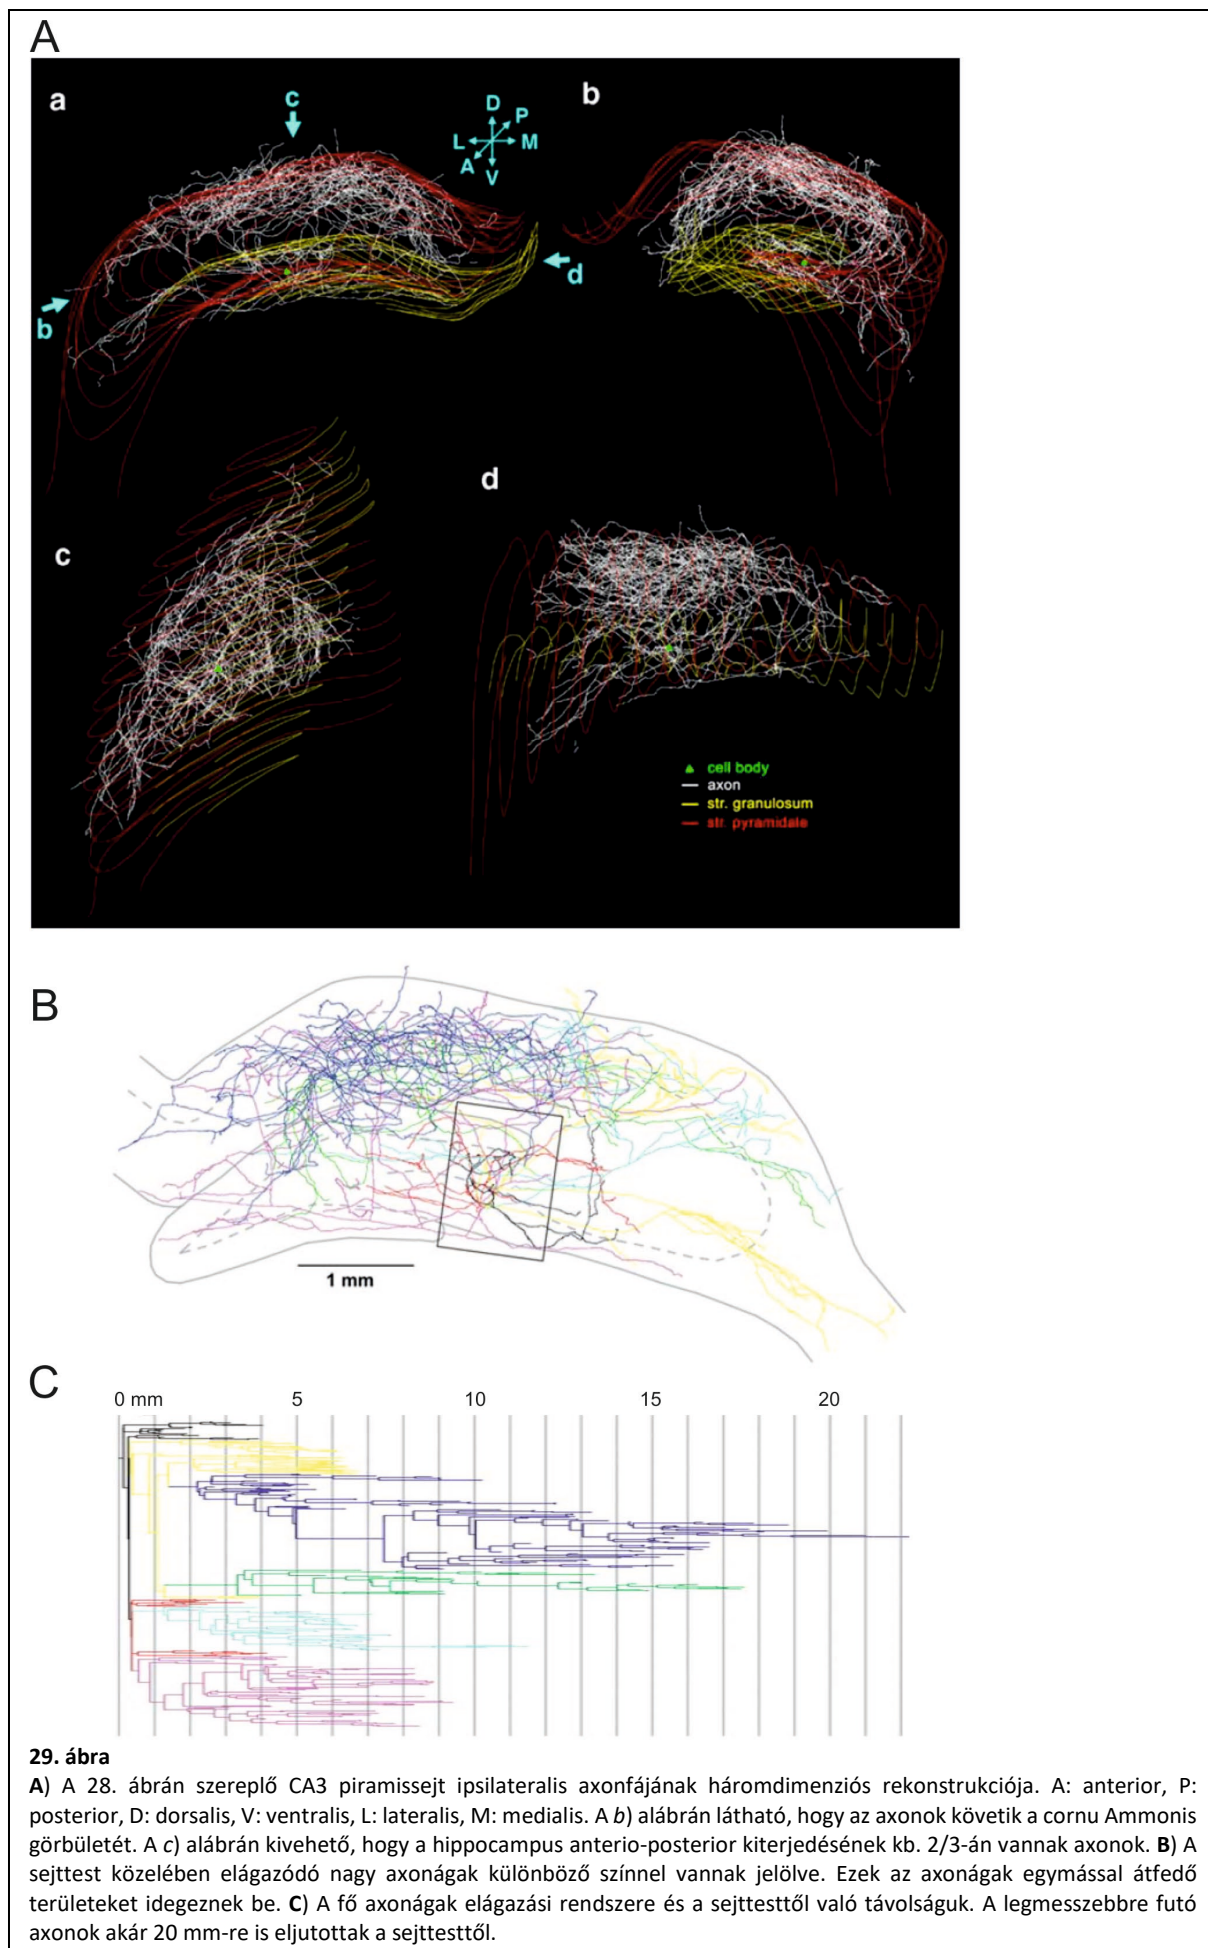 A
a
c
D
P
L
M
A
V
b
b
d
c
d
cell body
axon
str. granulosum
str. pyramidale
B
1 mm
C
0 mm 5 10 15 20
29. ábra
A) A 28. ábrán szereplő CA3 piramissejt ipsilateralis axonfájának háromdimenziós rekonstrukciója. A: anterior, P:
posterior, D: dorsalis, V: ventralis, L: lateralis, M: medialis. A b) alábrán látható, hogy az axonok követik a cornu Ammonis
görbületét. A c) alábrán kivehető, hogy a hippocampus anterio-posterior kiterjedésének kb. 2/3-án vannak axonok. B) A
sejttest közelében elágazódó nagy axonágak különböző színnel vannak jelölve. Ezek az axonágak egymással átfedő
területeket idegeznek be. C) A fő axonágak elágazási rendszere és a sejttesttől való távolságuk. A legmesszebbre futó
axonok akár 20 mm-re is eljutottak a sejttesttől.